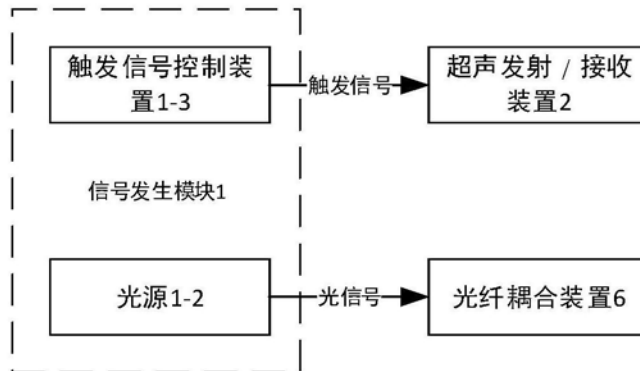 触发信号控制装
置1-3
触发信号
超声发射 / 接收
装置2
信号发生模块1
光源1-2
光信号
光纤耦合装置6